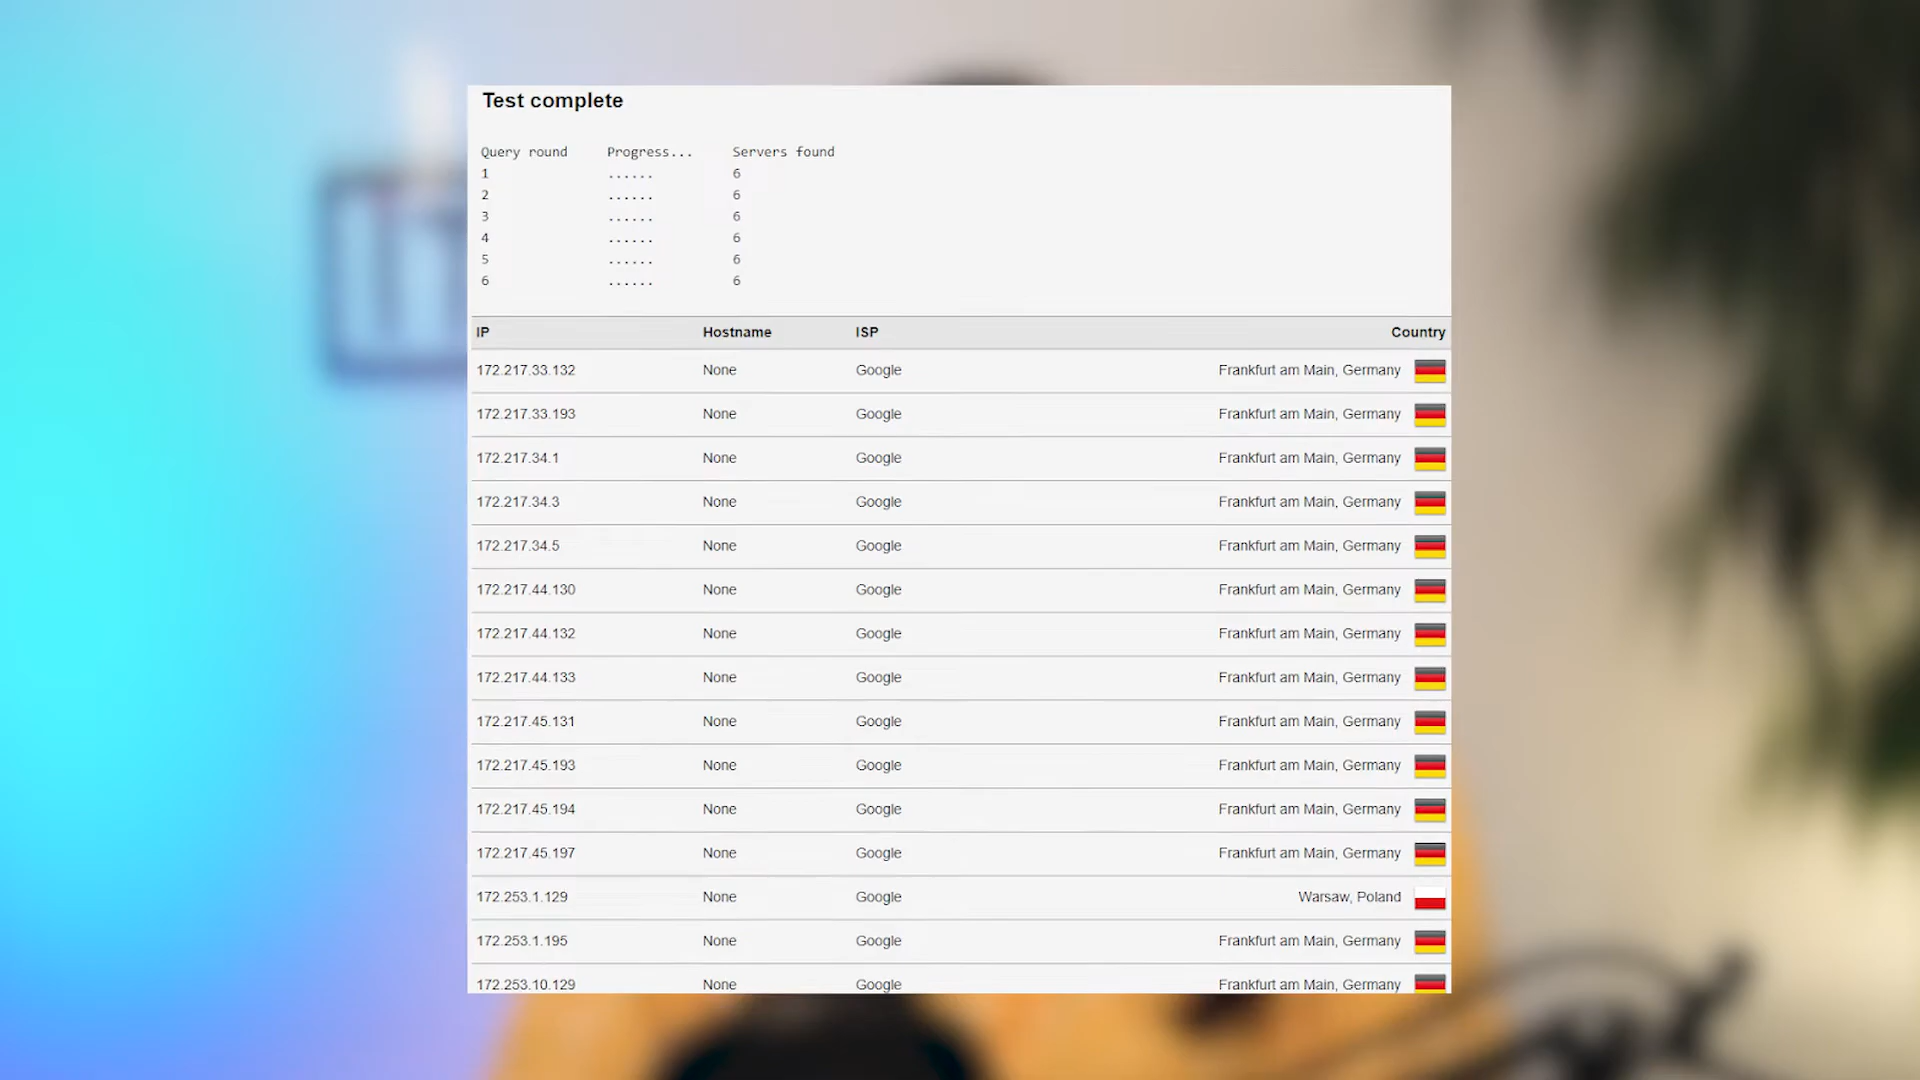 Test complete
Query round Progress... Servers found
1 ...... 6
2 ...... 6
3 ...... 6
4 ...... 6
5 ...... 6
6 ...... 6
IP Hostname ISP Country
172.217.33.132 None Google Frankfurt am Main, Germany
172.217.33.193 None Google Frankfurt am Main, Germany
172.217.34.1 None Google Frankfurt am Main, Germany
172.217.34.3 None Google Frankfurt am Main, Germany
172.217.34.5 None Google Frankfurt am Main, Germany
172.217.44.130 None Google Frankfurt am Main, Germany
172.217.44.132 None Google Frankfurt am Main, Germany
172.217.44.133 None Google Frankfurt am Main, Germany
172.217.45.131 None Google Frankfurt am Main, Germany
172.217.45.193 None Google Frankfurt am Main, Germany
172.217.45.194 None Google Frankfurt am Main, Germany
172.217.45.197 None Google Frankfurt am Main, Germany
172.253.1.129 None Google Warsaw, Poland
172.253.1.195 None Google Frankfurt am Main, Germany
172.253.10.129 None Google Frankfurt am Main, Germany